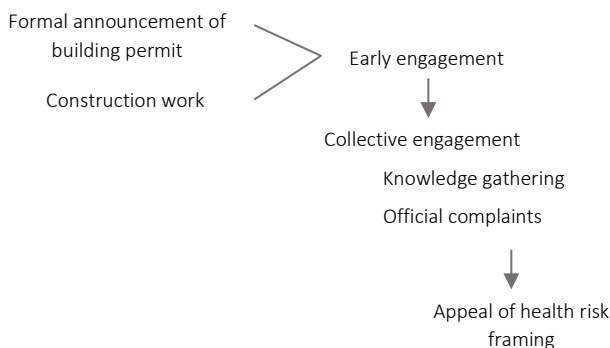 Formal announcement of
building permit
Construction work
Early engagement
Collective engagement
Knowledge gathering
Official complaints
Appeal of health risk
framing